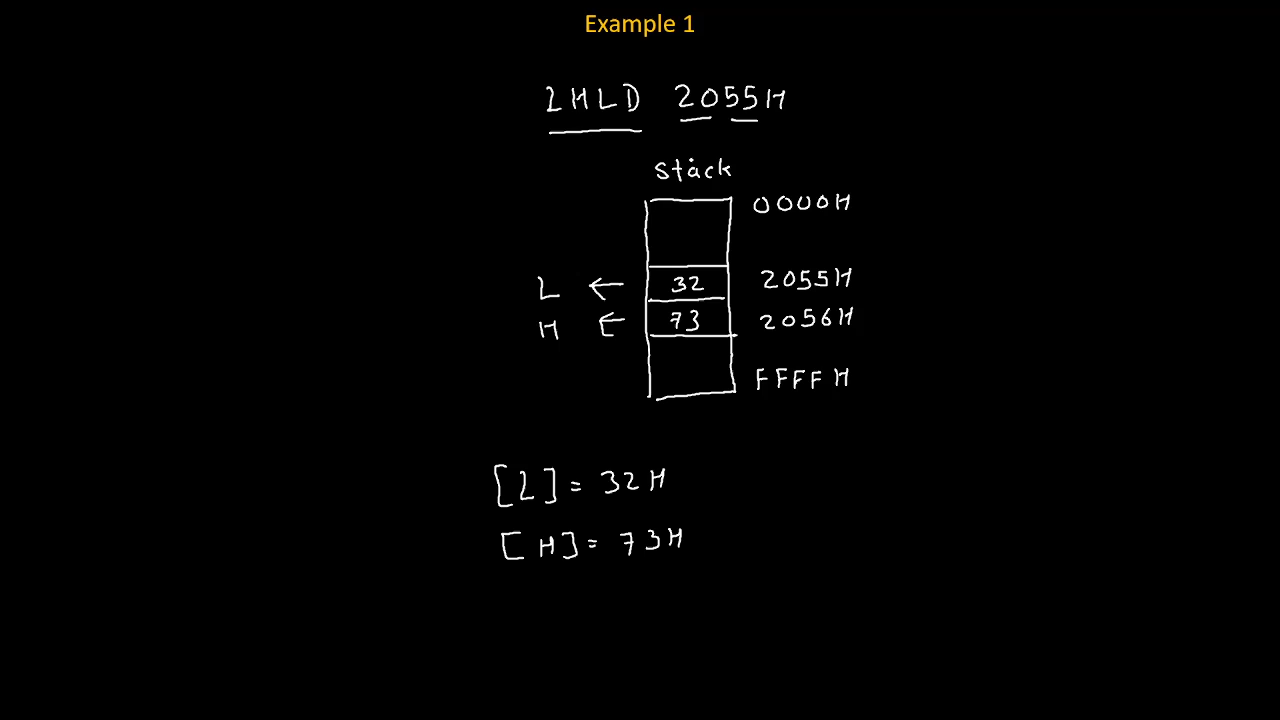 Example 1
LHLD 2055H
stack
0000H
L ← 32 2055H
H ← 73 2056H
FFFFH
[L] = 32H
[H] = 73H